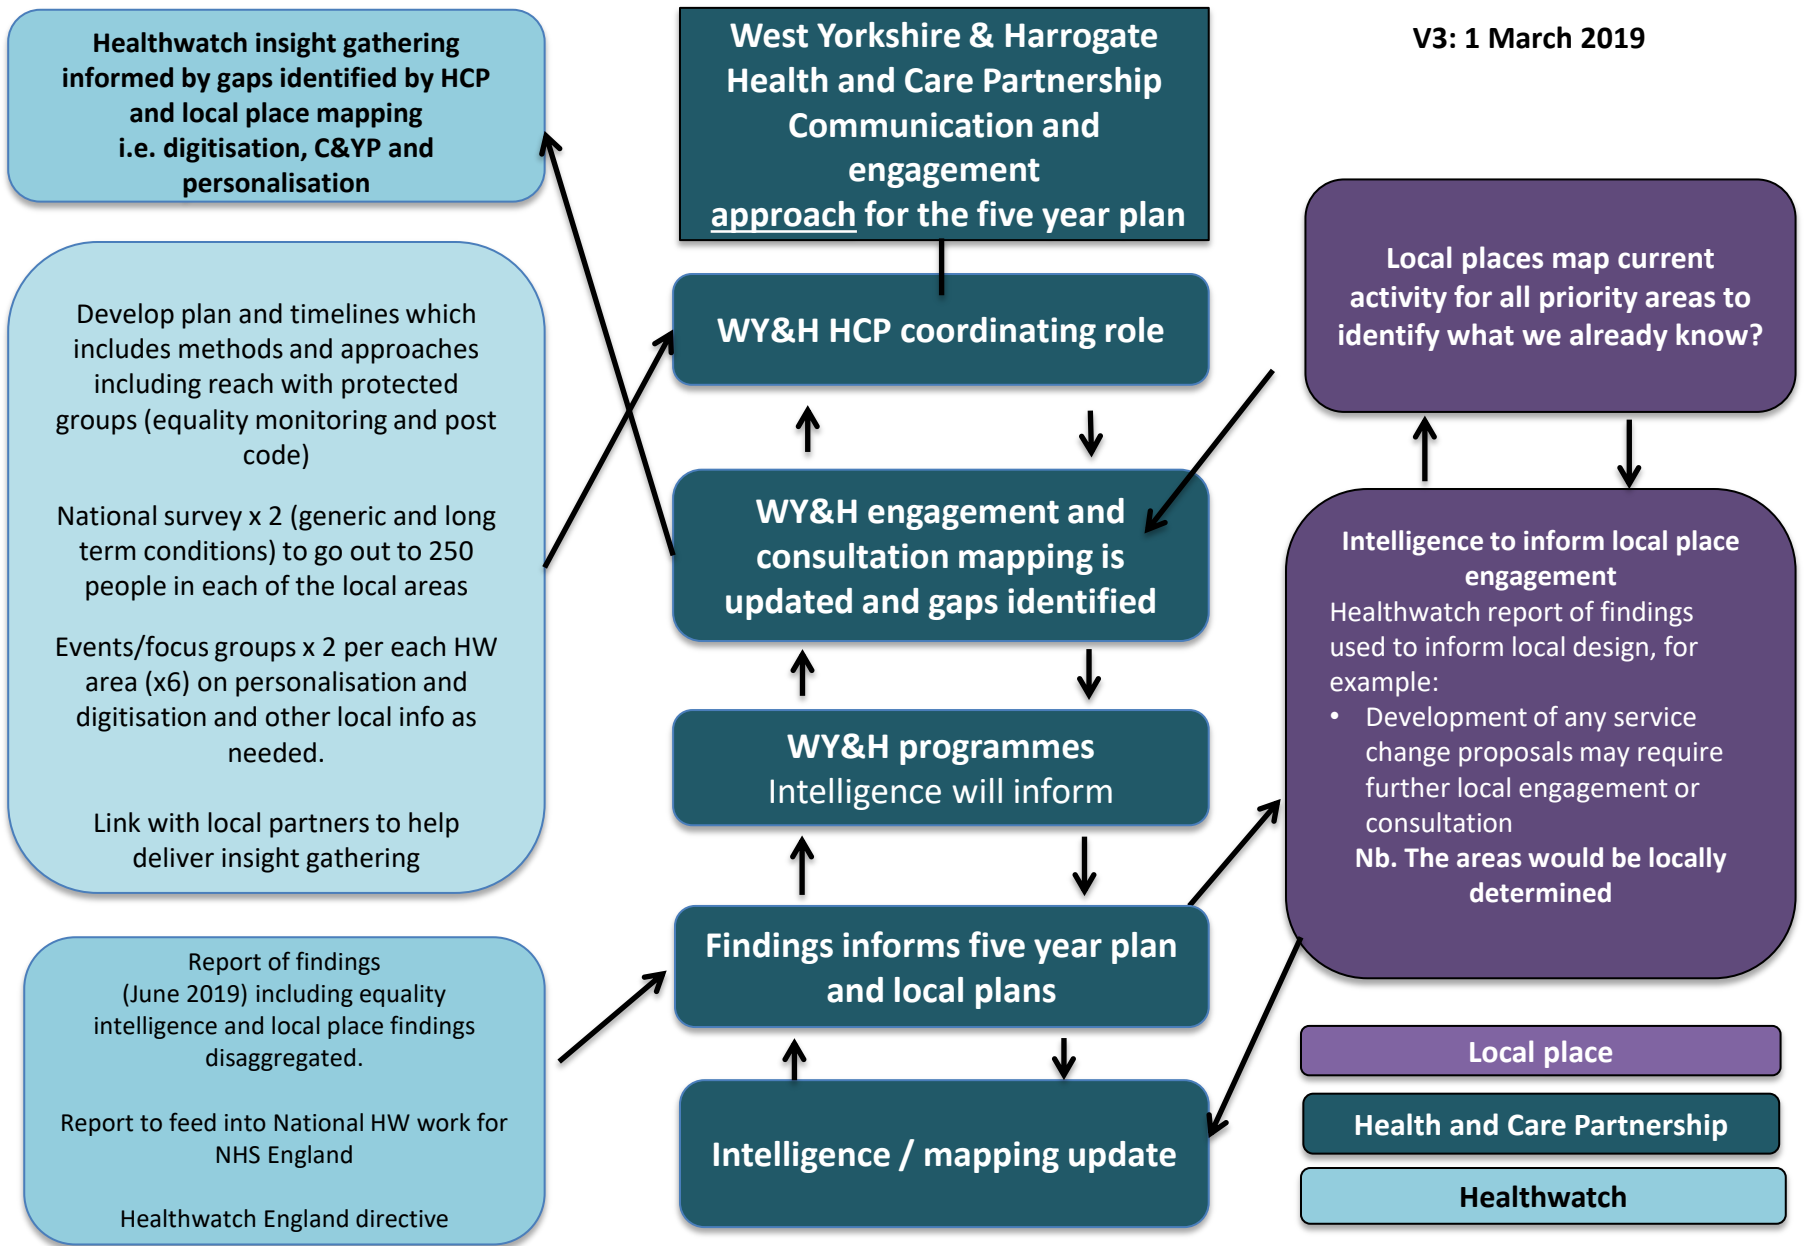 Healthwatch insight gathering
informed by gaps identified by HCP
and local place mapping
i.e. digitisation, C&YP and
personalisation
Develop plan and timelines which
includes methods and approaches
including reach with protected
groups (equality monitoring and post
code)
National survey x 2 (generic and long
term conditions) to go out to 250
people in each of the local areas
Events/focus groups x 2 per each HW
area (x6) on personalisation and
digitisation and other local info as
needed.
Link with local partners to help
deliver insight gathering
Report of findings
(June 2019) including equality
intelligence and local place findings
disaggregated.
Report to feed into National HW work for
NHS England
Healthwatch England directive
West Yorkshire & Harrogate
Health and Care Partnership
Communication and
engagement
approach for the five year plan
WY&H HCP coordinating role
WY&H engagement and
consultation mapping is
updated and gaps identified
WY&H programmes
Intelligence will inform
Findings informs five year plan
and local plans
Intelligence / mapping update
V3: 1 March 2019
Local places map current
activity for all priority areas to
identify what we already know?
Intelligence to inform local place
engagement
Healthwatch report of findings
used to inform local design, for
example:
• Development of any service
change proposals may require
further local engagement or
consultation
Nb. The areas would be locally
determined
Local place
Health and Care Partnership
Healthwatch